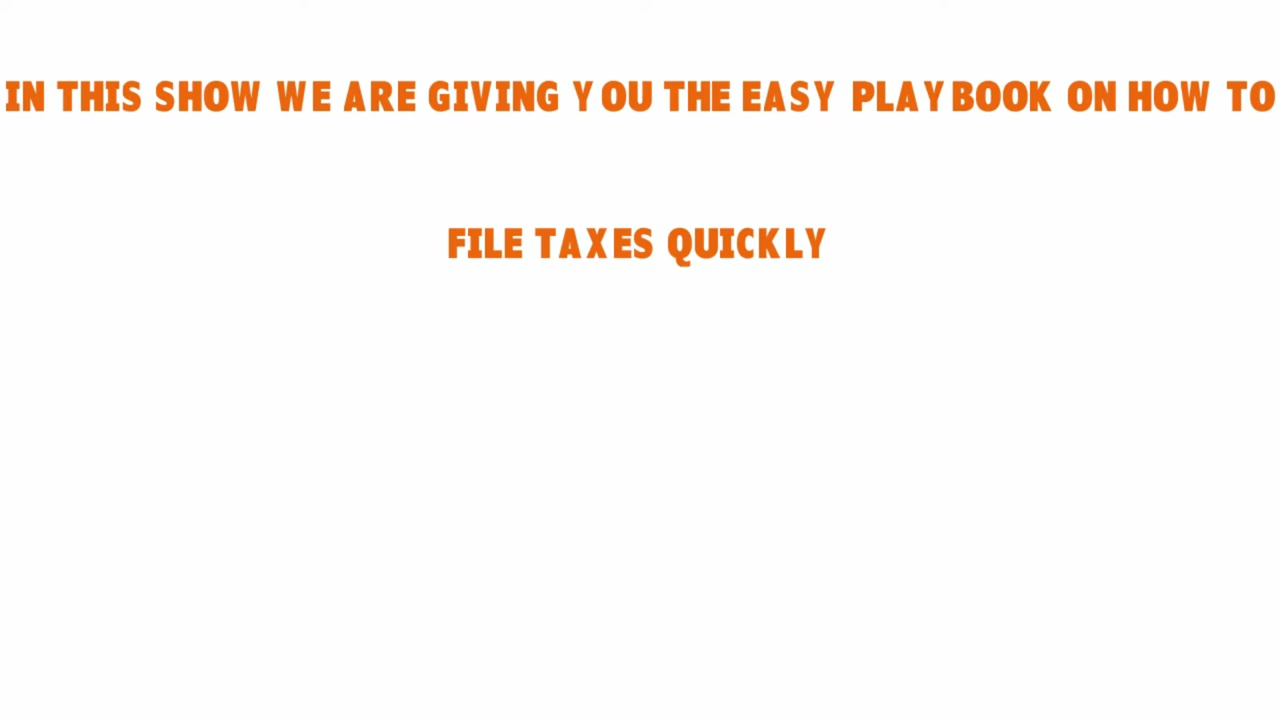 IN THIS SHOW WE ARE GIVING YOU THE EASY PLAYBOOK ON HOW TO
FILE TAXES QUICKLY